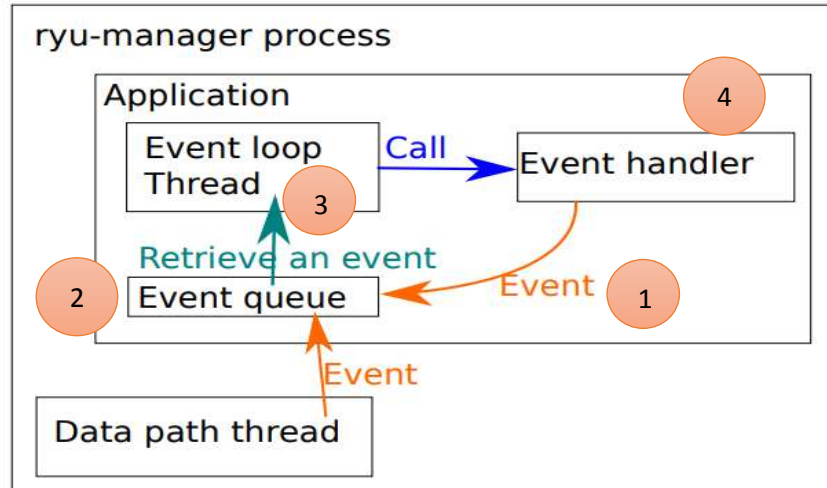 ryu-manager process
Application
4
Event loop
Thread
Call
Event handler
3
Retrieve an event
2
Event queue
Event
1
Event
Data path thread